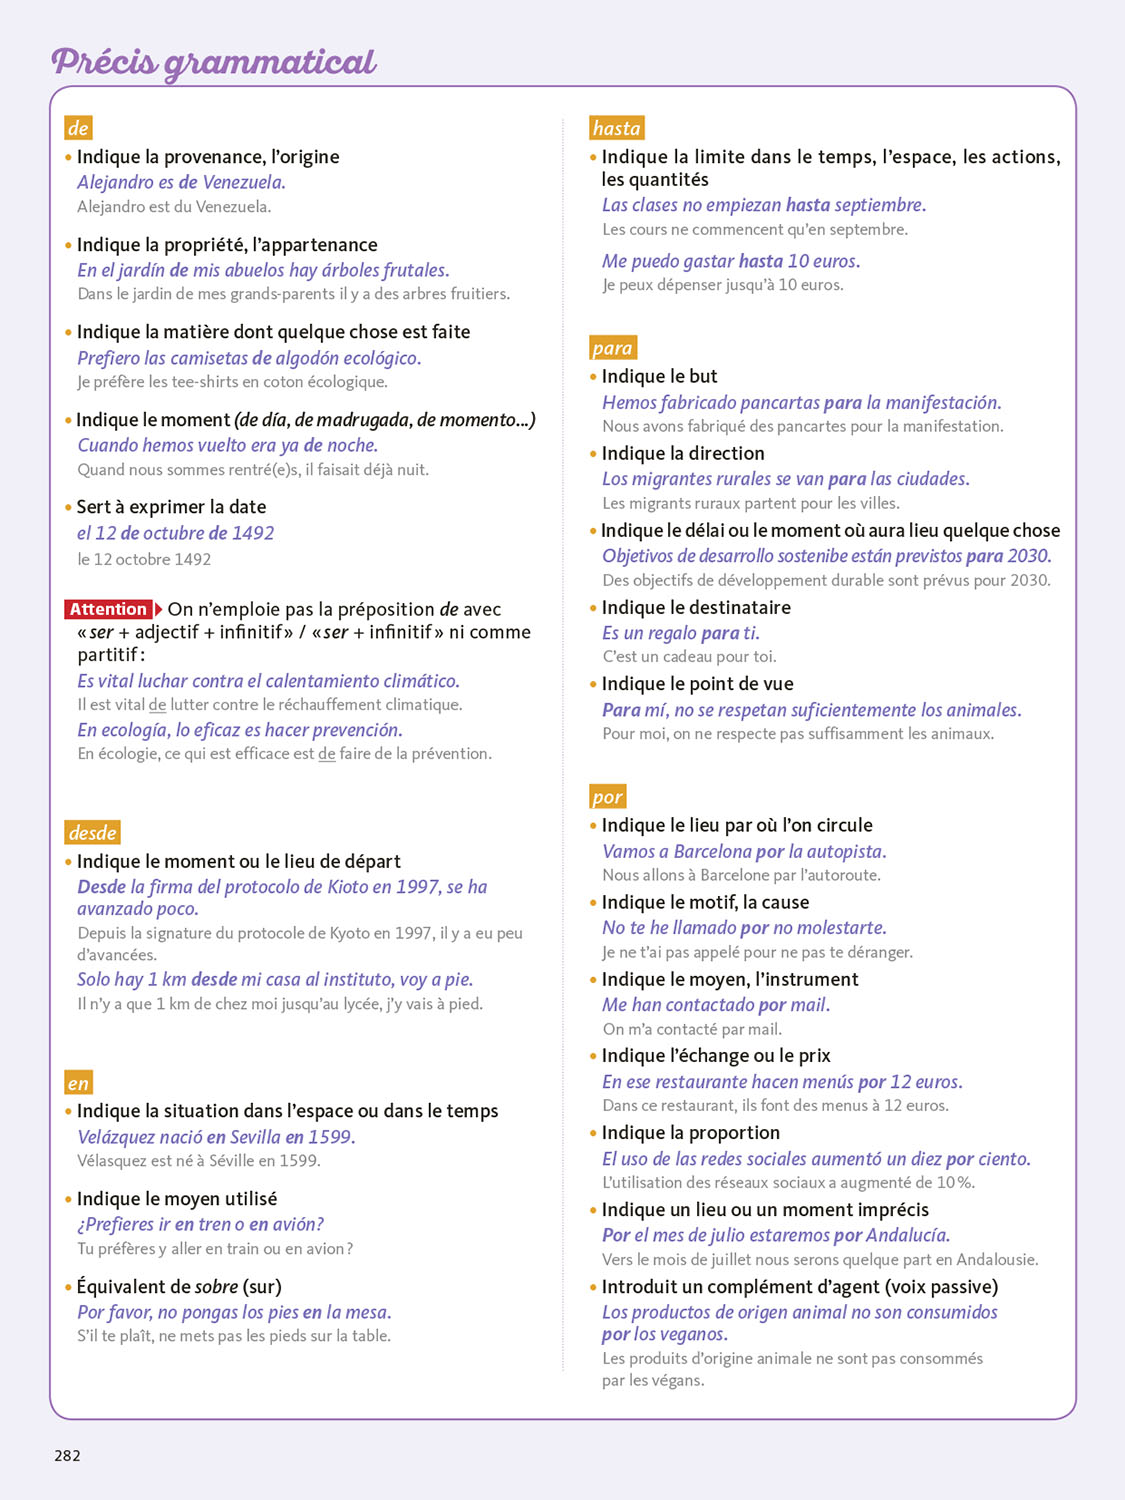 Précis grammatical
de
• Indique la provenance, l'origine
Alejandro es de Venezuela.
Alejandro est du Venezuela.
• Indique la propriété, l'appartenance
En el jardín de mis abuelos hay árboles frutales.
Dans le jardin de mes grands-parents il y a des arbres fruitiers.
• Indique la matière dont quelque chose est faite
Prefiero las camisetas de algodón ecológico.
Je préfère les tee-shirts en coton écologique.
• Indique le moment (de día, de madrugada, de momento...)
Cuando hemos vuelto era ya de noche.
Quand nous sommes rentré(e)s, il faisait déjà nuit.
• Sert à exprimer la date
el 12 de octubre de 1492
le 12 octobre 1492
Attention On n'emploie pas la préposition de avec
« ser + adjectif + infinitif » / « ser + infinitif » ni comme
partitif :
Es vital luchar contra el calentamiento climático.
Il est vital de lutter contre le réchauffement climatique.
En ecología, lo eficaz es hacer prevención.
En écologie, ce qui est efficace est de faire de la prévention.
desde
• Indique le moment ou le lieu de départ
Desde la firma del protocolo de Kioto en 1997, se ha
avanzado poco.
Depuis la signature du protocole de Kyoto en 1997, il y a eu peu
d'avancées.
Solo hay 1 km desde mi casa al instituto, voy a pie.
Il n'y a que 1 km de chez moi jusqu'au lycée, j'y vais à pied.
en
• Indique la situation dans l'espace ou dans le temps
Velázquez nació en Sevilla en 1599.
Vélasquez est né à Séville en 1599.
• Indique le moyen utilisé
¿Prefieres ir en tren o en avión?
Tu préfères y aller en train ou en avion ?
• Équivalent de sobre (sur)
Por favor, no pongas los pies en la mesa.
S'il te plaît, ne mets pas les pieds sur la table.
hasta
• Indique la limite dans le temps, l'espace, les actions,
les quantités
Las clases no empiezan hasta septiembre.
Les cours ne commencent qu'en septembre.
Me puedo gastar hasta 10 euros.
Je peux dépenser jusqu'à 10 euros.
para
• Indique le but
Hemos fabricado pancartas para la manifestación.
Nous avons fabriqué des pancartes pour la manifestation.
• Indique la direction
Los migrantes rurales se van para las ciudades.
Les migrants ruraux partent pour les villes.
• Indique le délai ou le moment où aura lieu quelque chose
Objetivos de desarrollo sostenibe están previstos para 2030.
Des objectifs de développement durable sont prévus pour 2030.
• Indique le destinataire
Es un regalo para ti.
C'est un cadeau pour toi.
• Indique le point de vue
Para mí, no se respetan suficientemente los animales.
Pour moi, on ne respecte pas suffisamment les animaux.
por
• Indique le lieu par où l'on circule
Vamos a Barcelona por la autopista.
Nous allons à Barcelone par l'autoroute.
• Indique le motif, la cause
No te he llamado por no molestarte.
Je ne t'ai pas appelé pour ne pas te déranger.
• Indique le moyen, l'instrument
Me han contactado por mail.
On m'a contacté par mail.
• Indique l'échange ou le prix
En ese restaurante hacen menús por 12 euros.
Dans ce restaurant, ils font des menus à 12 euros.
• Indique la proportion
El uso de las redes sociales aumentó un diez por ciento.
L'utilisation des réseaux sociaux a augmenté de 10 %.
• Indique un lieu ou un moment imprécis
Por el mes de julio estaremos por Andalucía.
Vers le mois de juillet nous serons quelque part en Andalousie.
• Introduit un complément d'agent (voix passive)
Los productos de origen animal no son consumidos
por los veganos.
Les produits d'origine animale ne sont pas consommés
par les végans.
282